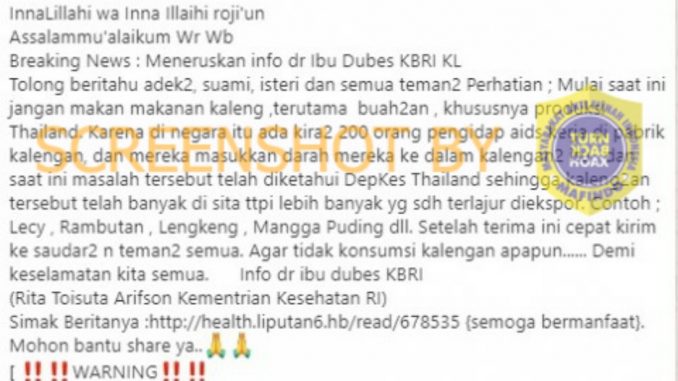 InnaLillahi wa Inna Illaihi roji'un
Assalammu'alaikum Wr Wb
Breaking News : Meneruskan info dr Ibu Dubes KBRI KL
Tolong beritahu adek2, suami, isteri dan semua teman2 Perhatian ; Mulai saat ini
jangan makan makanan kaleng ,terutama buah2an , khususnya
Thailand Karena di negara itu ada kira2 200 orang pengidap aids di pabrik
kalengan, dan mereka masukkan darah mereka ke dalam kalengan2
saat ini masalah tersebut telah diketahui DepKes Thailand sehingga
tersebut telah banyak di sita ttpi lebih banyak yg sdh terlajur diekspol. Contoh ;
Lecy , Rambutan , Lengkeng , Mangga Puding dll. Setelah terima ini cepat kirim
ke saudar2 n teman2 semua. Agar tidak konsumsi kalengan apapun...... Demi
keselamatan kita semua. Info dr ibu dubes KBRI
(Rita Toisuta Arifson Kementrian Kesehatan RI)
Simak Beritanya :http://health.liputan6.hb/read/678535 {semoga bermanfaat}.
Mohon bantu share ya..🙏🙏
[ ‼️‼️WARNING‼️‼️
SCREENSHOT BY
TURN
BACK
HOAX
MAFINDO